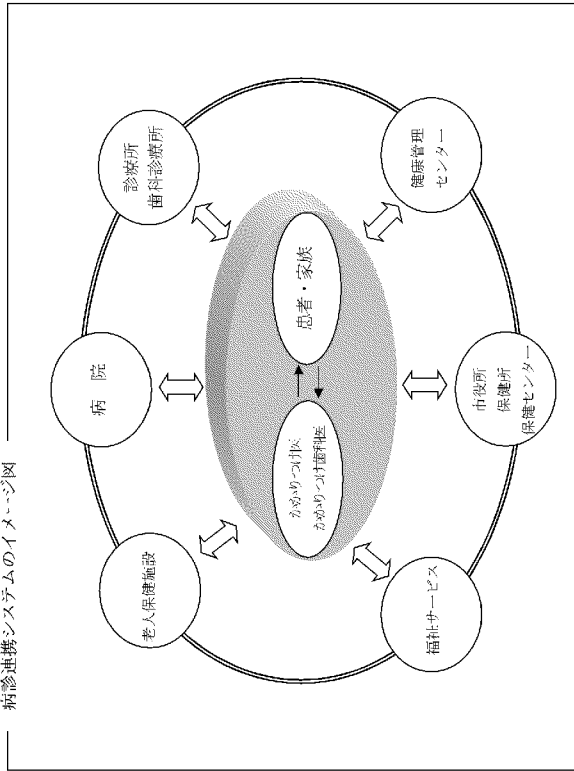 病診連携システムのイメージ図
病　院
診療所
歯科診療所
老人保健施設
かかりつけ医
かかりつけ歯科医
患者・家族
健康管理
センター
福祉サービス
市役所
保健所
保健センター